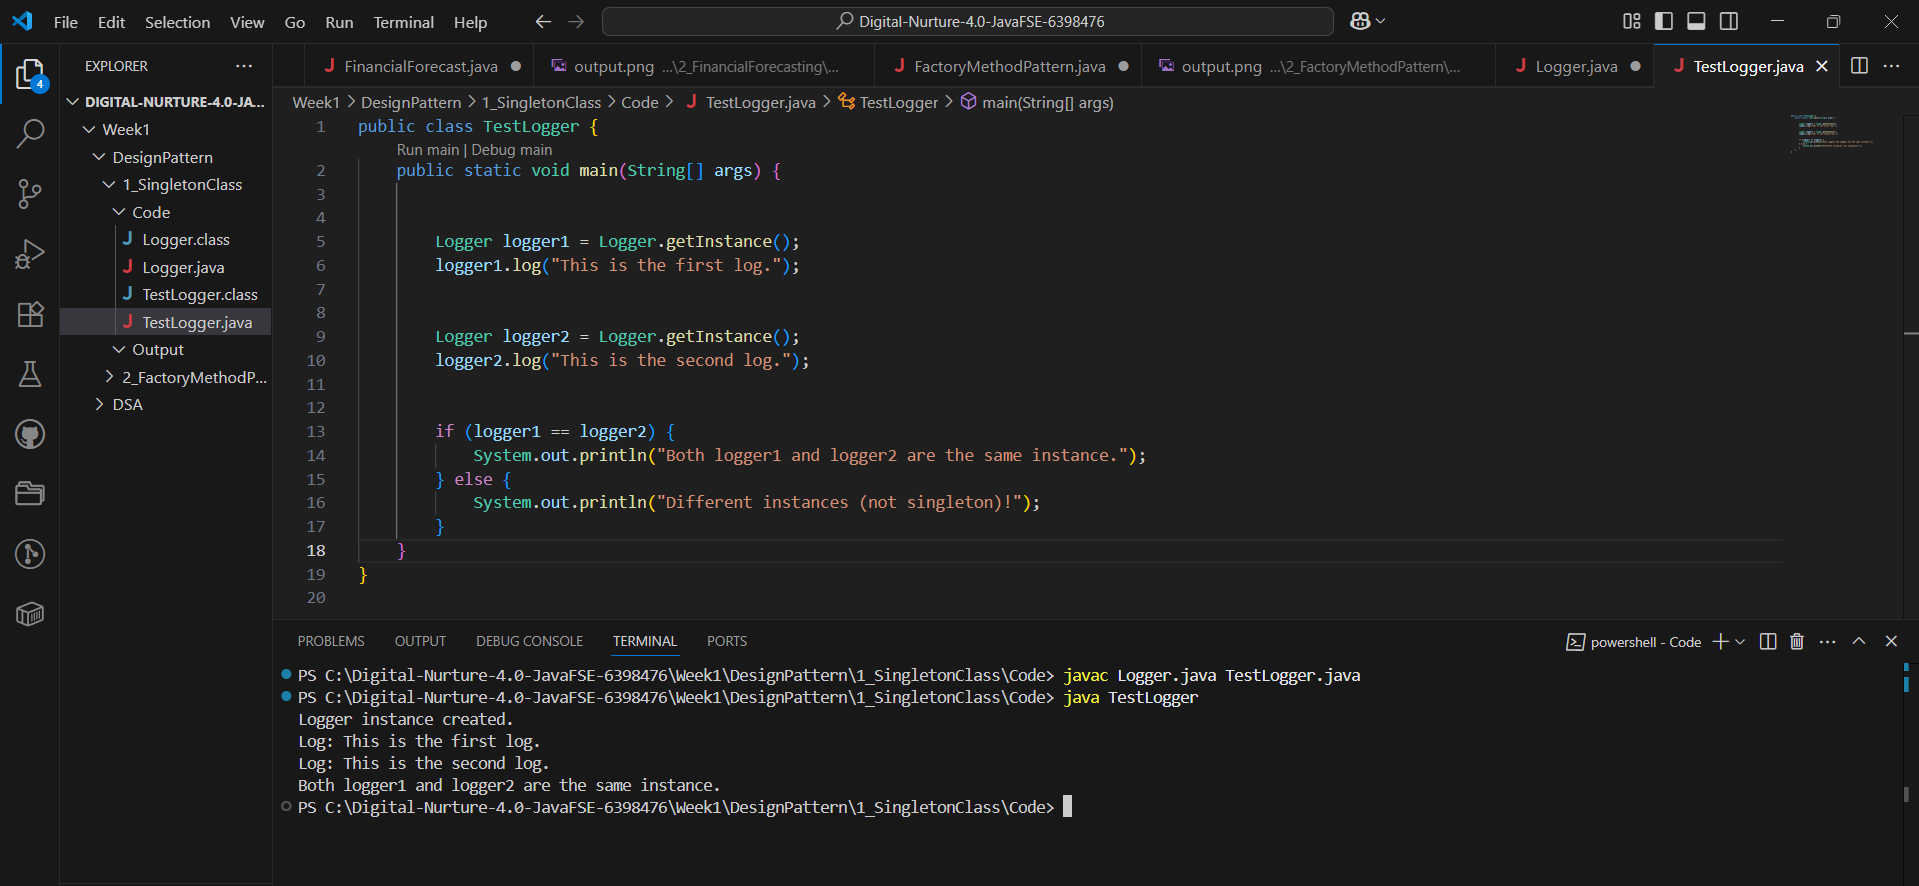 File Edit Selection View Go Run Terminal Help
Digital-Nurture-4.0-JavaFSE-6398476
4
EXPLORER
DIGITAL-NURTURE-4.0-JA...
Week1
DesignPattern
1_SingletonClass
Code
Logger.class
Logger.java
TestLogger.class
TestLogger.java
Output
2_FactoryMethodP...
DSA
FinancialForecast.java
output.png ...\2_FinancialForecasting\...
FactoryMethodPattern.java
output.png ...\2_FactoryMethodPattern\...
Logger.java
TestLogger.java
Week1 > DesignPattern > 1_SingletonClass > Code > TestLogger.java > TestLogger > main(String[] args)
1 public class TestLogger {
Run main | Debug main
2 public static void main(String[] args) {
3
4
5 Logger logger1 = Logger.getInstance();
6 logger1.log("This is the first log.");
7
8
9 Logger logger2 = Logger.getInstance();
10 logger2.log("This is the second log.");
11
12
13 if (logger1 == logger2) {
14 System.out.println("Both logger1 and logger2 are the same instance.");
15 } else {
16 System.out.println("Different instances (not singleton)!");
17 }
18 }
19 }
20
PROBLEMS OUTPUT DEBUG CONSOLE TERMINAL PORTS
powershell - Code
PS C:\Digital-Nurture-4.0-JavaFSE-6398476\Week1\DesignPattern\1_SingletonClass\Code> javac Logger.java TestLogger.java
PS C:\Digital-Nurture-4.0-JavaFSE-6398476\Week1\DesignPattern\1_SingletonClass\Code> java TestLogger
Logger instance created.
Log: This is the first log.
Log: This is the second log.
Both logger1 and logger2 are the same instance.
PS C:\Digital-Nurture-4.0-JavaFSE-6398476\Week1\DesignPattern\1_SingletonClass\Code>